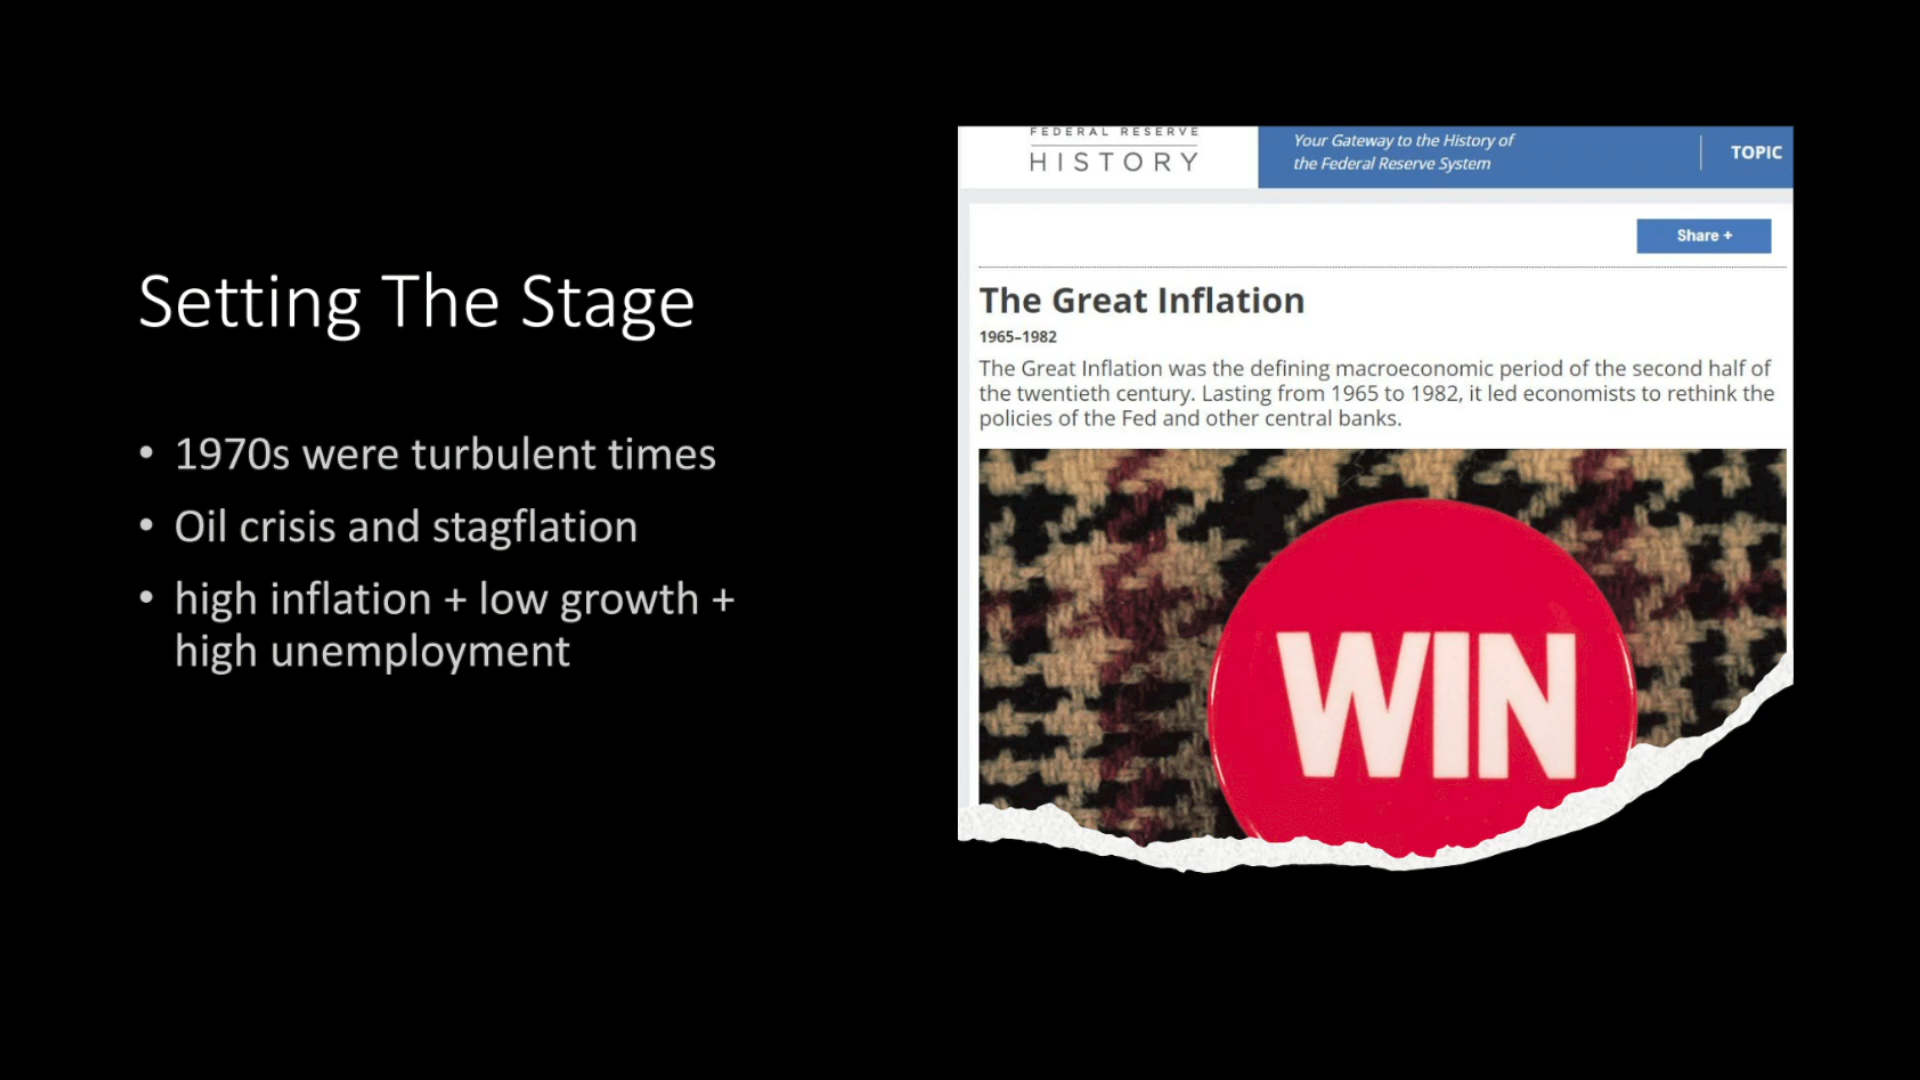 Setting The Stage
• 1970s were turbulent times
• Oil crisis and stagflation
• high inflation + low growth +
high unemployment
FEDERAL RESERVE
HISTORY
Your Gateway to the History of
the Federal Reserve System
TOPIC
Share +
The Great Inflation
1965–1982
The Great Inflation was the defining macroeconomic period of the second half of
the twentieth century. Lasting from 1965 to 1982, it led economists to rethink the
policies of the Fed and other central banks.
WIN